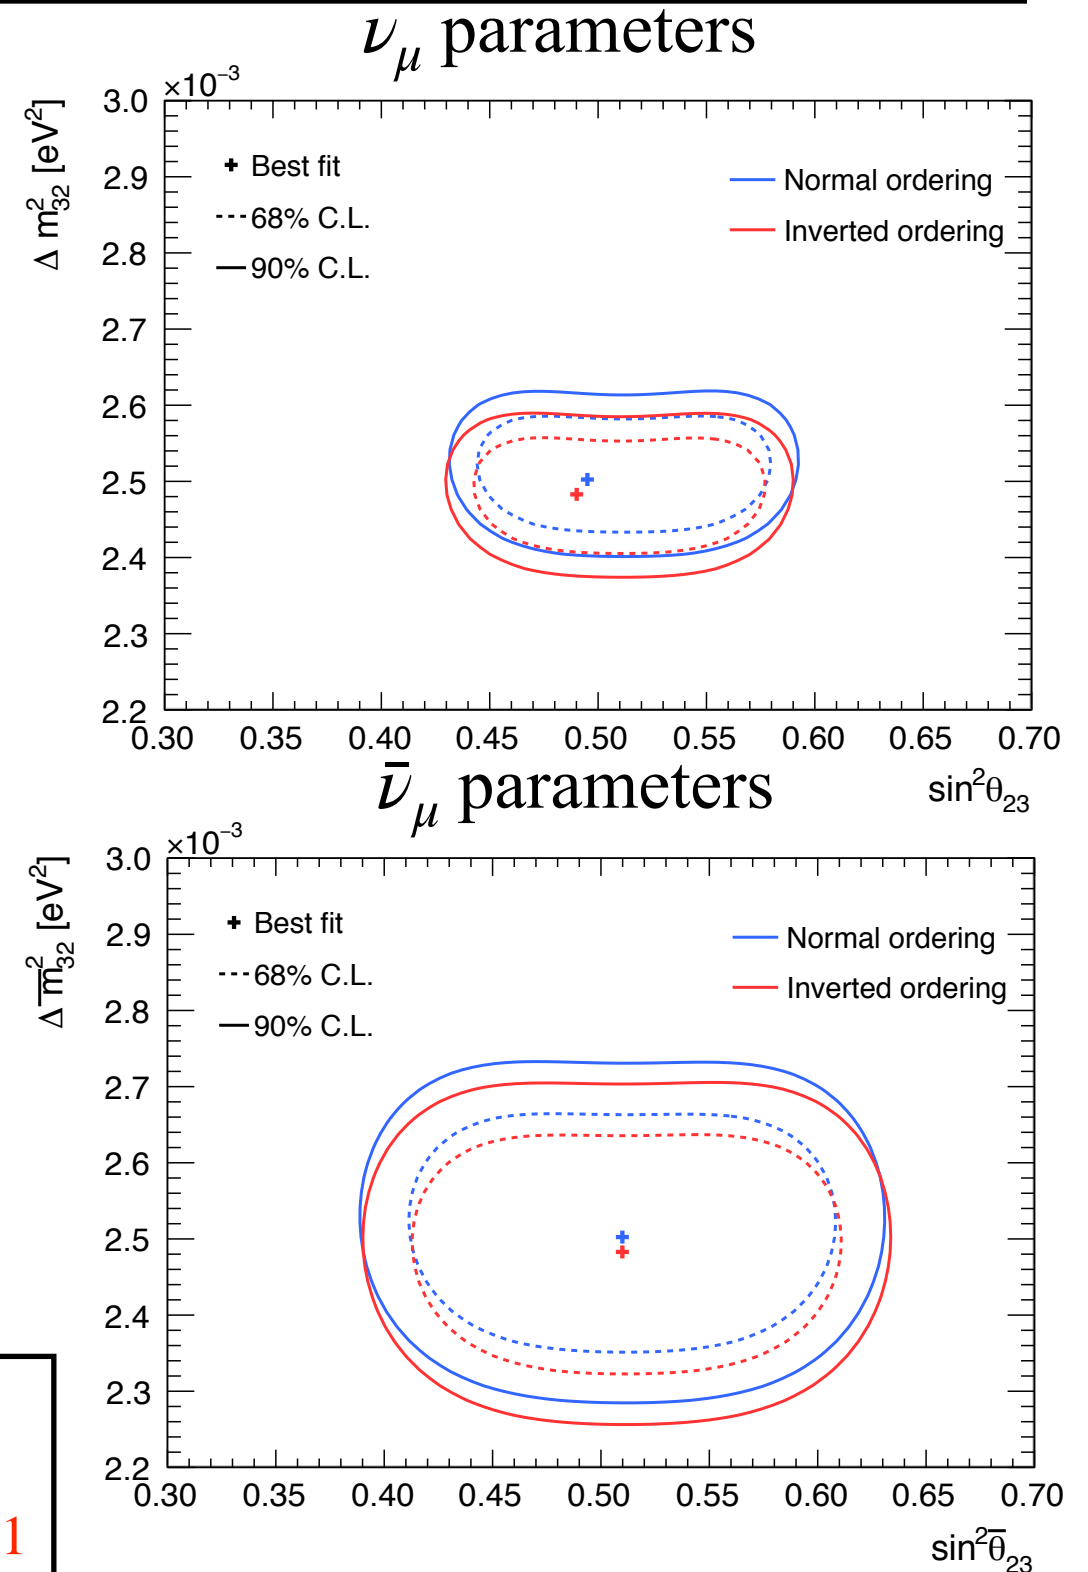 ν_μ parameters
×10⁻³
Δ m²₃₂ [eV²]
3.0
2.9
2.8
2.7
2.6
2.5
2.4
2.3
2.2
Best fit
68% C.L.
90% C.L.
Normal ordering
Inverted ordering
0.30 0.35 0.40 0.45 0.50 0.55 0.60 0.65 0.70
sin²θ₂₃
ν̄_μ parameters
×10⁻³
Δm̄²₃₂ [eV²]
3.0
2.9
2.8
2.7
2.6
2.5
2.4
2.3
2.2
Best fit
68% C.L.
90% C.L.
Normal ordering
Inverted ordering
0.30 0.35 0.40 0.45 0.50 0.55 0.60 0.65 0.70
sin²θ̄₂₃
1